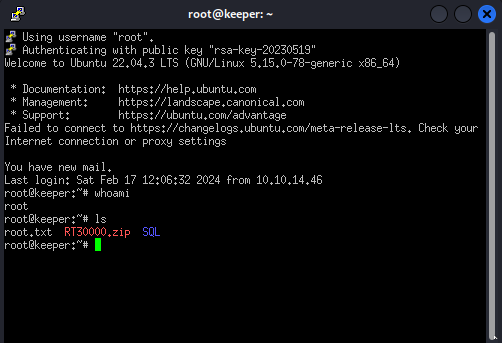 root@keeper: ~
Using username "root".
Authenticating with public key "rsa-key-20230519"
Welcome to Ubuntu 22.04.3 LTS (GNU/Linux 5.15.0-78-generic x86_64)
* Documentation:  https://help.ubuntu.com
* Management:     https://landscape.canonical.com
* Support:        https://ubuntu.com/advantage
Failed to connect to https://changelogs.ubuntu.com/meta-release-lts. Check your
Internet connection or proxy settings
You have new mail.
Last login: Sat Feb 17 12:06:32 2024 from 10.10.14.46
root@keeper:~# whoami
root
root@keeper:~# ls
root.txt  RT30000.zip  SQL
root@keeper:~#